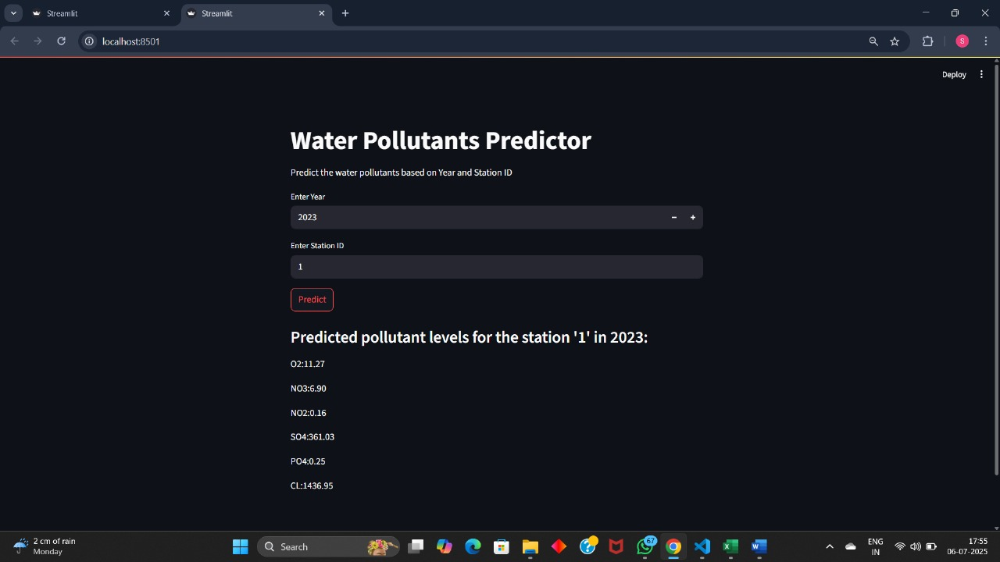 Streamlit
Streamlit
localhost:8501
S
Deploy
Water Pollutants Predictor
Predict the water pollutants based on Year and Station ID
Enter Year
2023
Enter Station ID
1
Predict
Predicted pollutant levels for the station '1' in 2023:
O2:11.27
NO3:6.90
NO2:0.16
SO4:361.03
PO4:0.25
CL:1436.95
2 cm of rain
Monday
Search
67
ENG
IN
17:55
06-07-2025